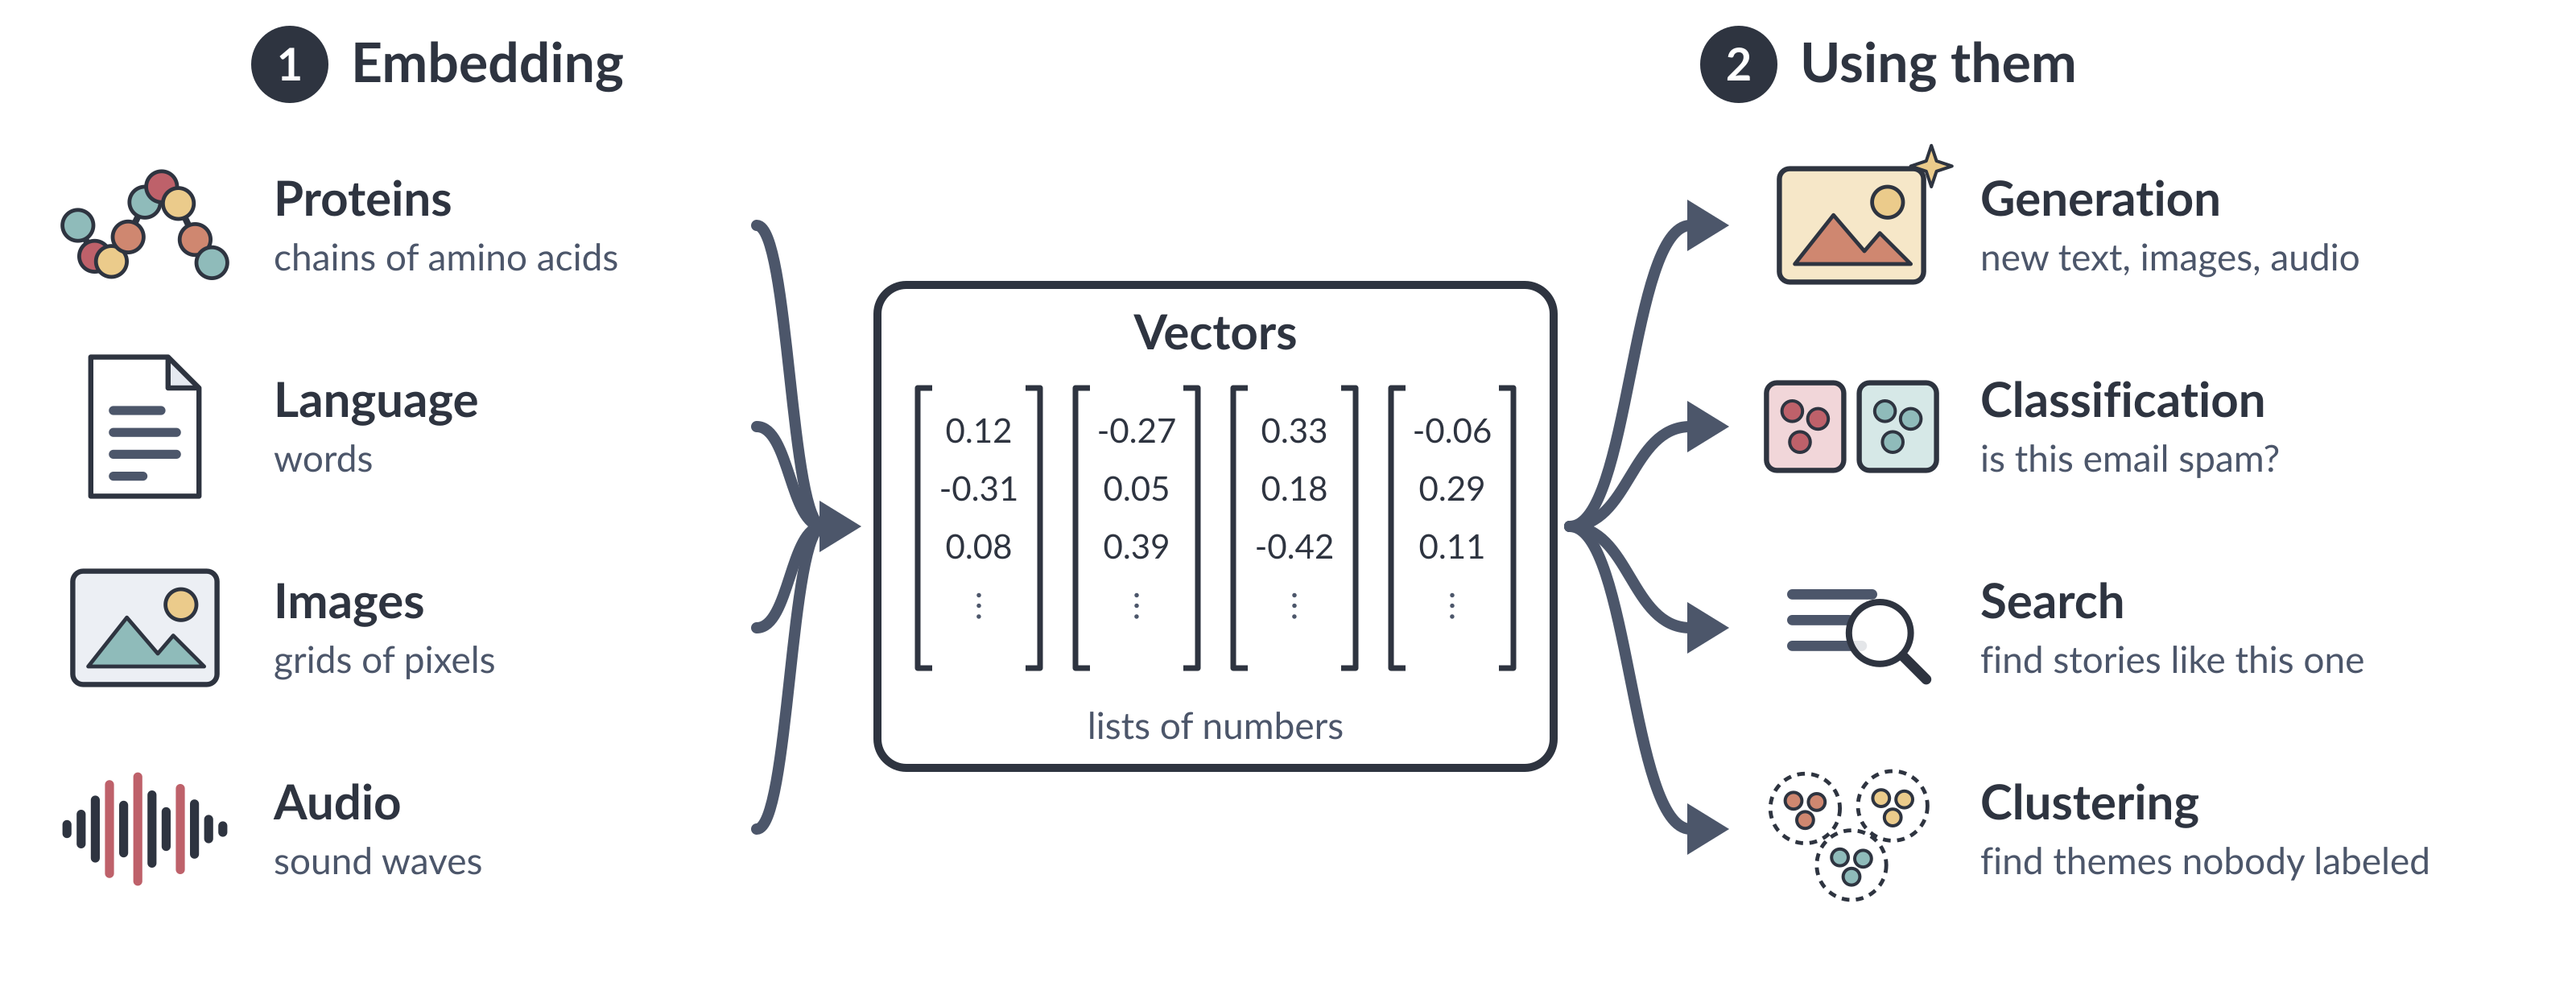 1 Embedding
2 Using them
Proteins
chains of amino acids
Language
words
Images
grids of pixels
Audio
sound waves
Vectors
0.12 -0.27 0.33 -0.06
-0.31 0.05 0.18 0.29
0.08 0.39 -0.42 0.11
⋮ ⋮ ⋮ ⋮
lists of numbers
Generation
new text, images, audio
Classification
is this email spam?
Search
find stories like this one
Clustering
find themes nobody labeled